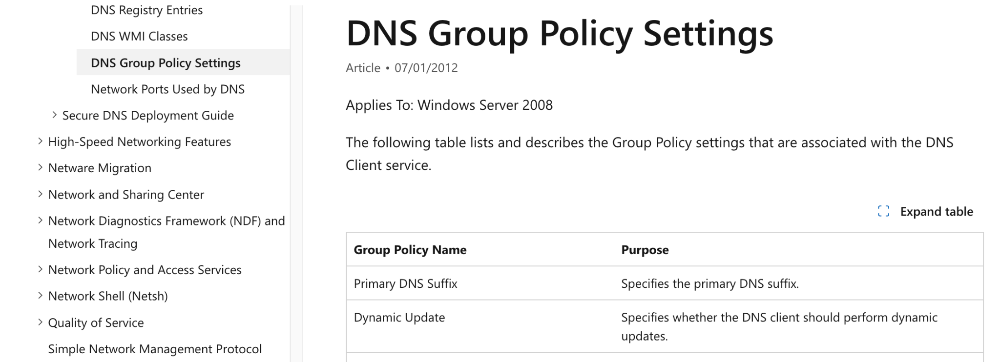 DNS Registry Entries
DNS WMI Classes
DNS Group Policy Settings
Network Ports Used by DNS
Secure DNS Deployment Guide
High-Speed Networking Features
Netware Migration
Network and Sharing Center
Network Diagnostics Framework (NDF) and
Network Tracing
Network Policy and Access Services
Network Shell (Netsh)
Quality of Service
Simple Network Management Protocol
DNS Group Policy Settings
Article • 07/01/2012
Applies To: Windows Server 2008
The following table lists and describes the Group Policy settings that are associated with the DNS
Client service.
Expand table
Group Policy Name Purpose
Primary DNS Suffix Specifies the primary DNS suffix.
Dynamic Update Specifies whether the DNS client should perform dynamic
updates.